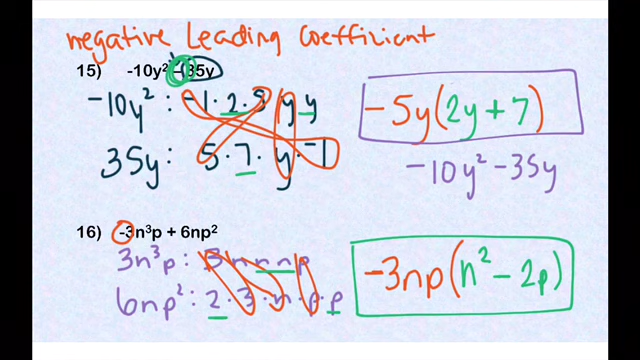 negative Leading Coefficient
15) -10y² - 35y
-10y² : -1 · 2 · 5 y y
35y : 5 · 7 · y · -1
-5y(2y + 7)
-10y² - 35y
16) -3n³p + 6np²
3n³p : 3 n n n p
6np² : 2 · 3 · n · p · p
-3np(n² - 2p)